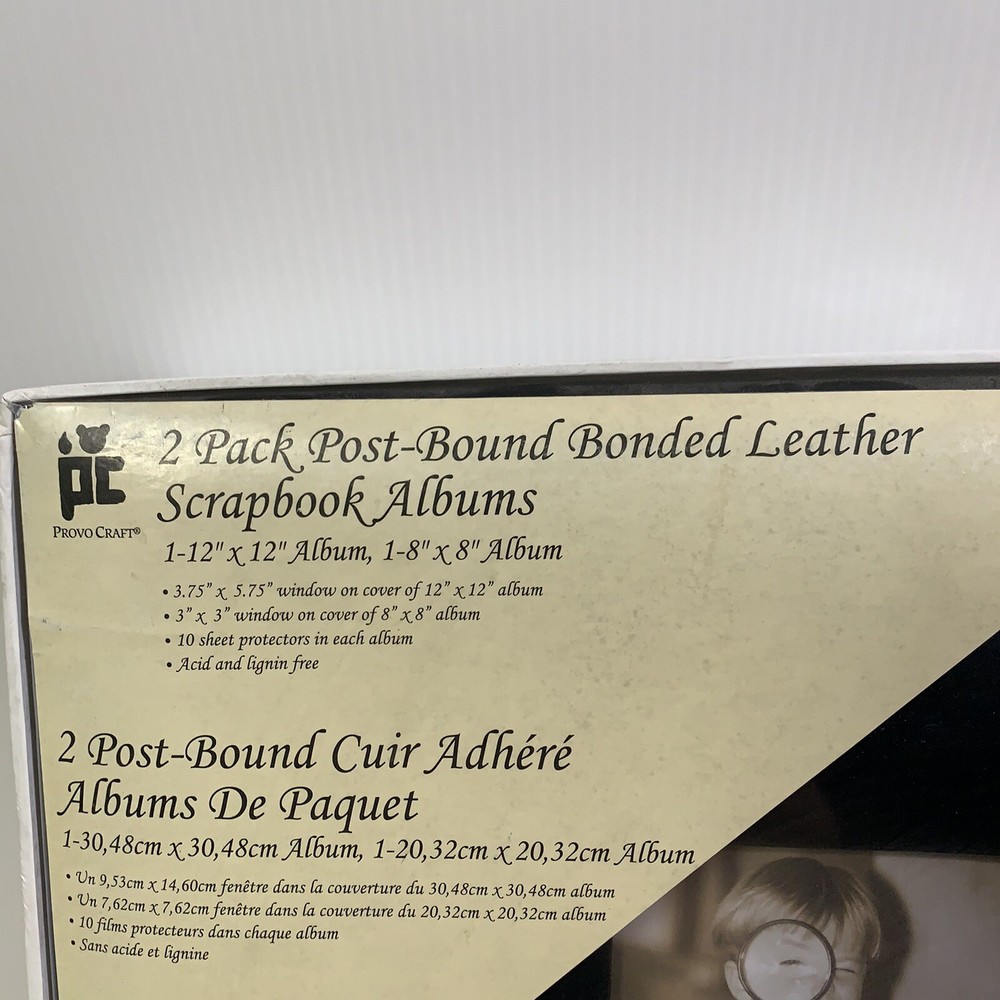 pc
PROVO CRAFT®
2 Pack Post-Bound Bonded Leather
Scrapbook Albums
1-12" x 12" Album, 1-8" x 8" Album
• 3.75” x 5.75” window on cover of 12” x 12” album
• 3” x 3” window on cover of 8” x 8” album
• 10 sheet protectors in each album
• Acid and lignin free
2 Post-Bound Cuir Adhéré
Albums De Paquet
1-30,48cm x 30,48cm Album, 1-20,32cm x 20,32cm Album
• Un 9,53cm x 14,60cm fenêtre dans la couverture du 30,48cm x 30,48cm album
• Un 7,62cm x 7,62cm fenêtre dans la couverture du 20,32cm x 20,32cm album
• 10 films protecteurs dans chaque album
• Sans acide et lignine